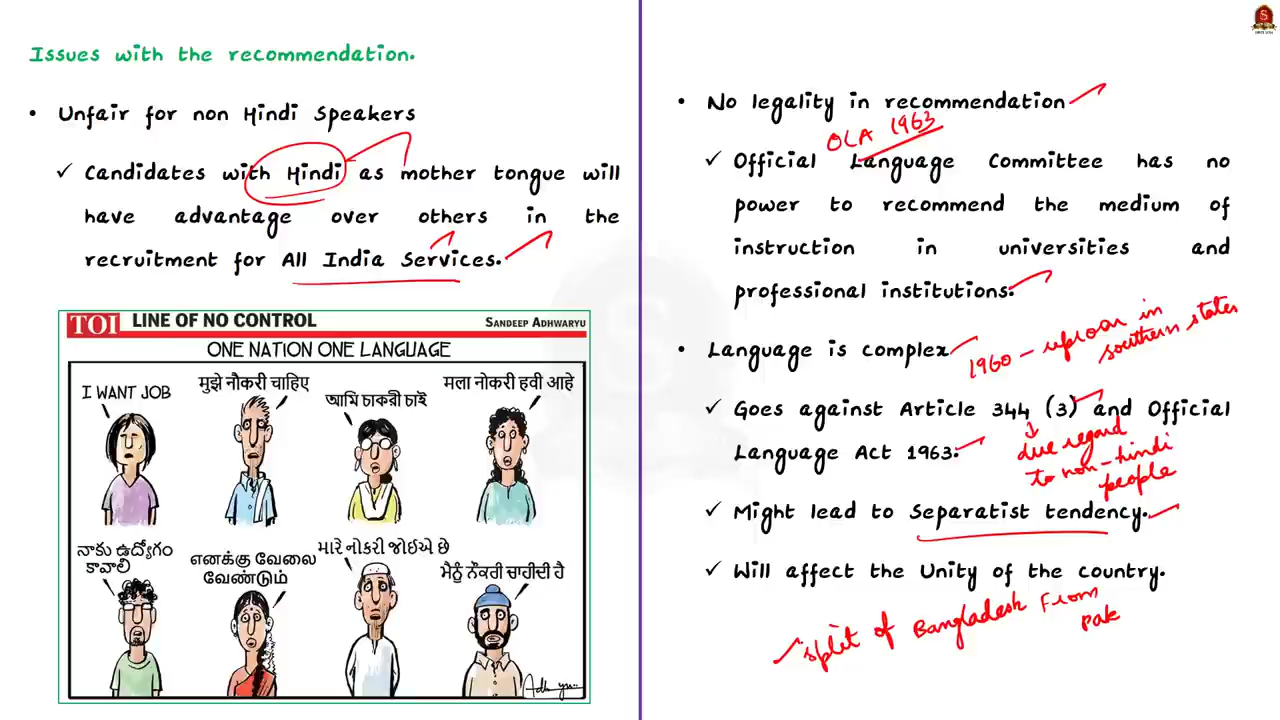 Issues with the recommendation.
• Unfair for non Hindi Speakers
✓ Candidates with Hindi as mother tongue will
have advantage over others in the
recruitment for All India Services.
TOI LINE OF NO CONTROL SANDEEP ADHWARYU
ONE NATION ONE LANGUAGE
I WANT JOB
मुझे नौकरी चाहिए
আমি চাকরী চাই
मला नोकरी हवी आहे
నాకు ఉద్యోగం
కావాలి
எனக்கு வேலை
வேண்டும்
મારે નોકરી જોઈએ છે
ਮੈਨੂੰ ਨੌਕਰੀ ਚਾਹੀਦੀ ਹੈ
S
• No legality in recommendation
OLA 1963
✓ Official Language Committee has no
power to recommend the medium of
instruction in universities and
professional institutions.
• Language is complex
1960 - uproar in
southern states
✓ Goes against Article 344 (3) and Official
Language Act 1963.
due regard
to non-hindi
people
✓ Might lead to Separatist tendency.
✓ Will affect the Unity of the country.
split of Bangladesh From
Pak